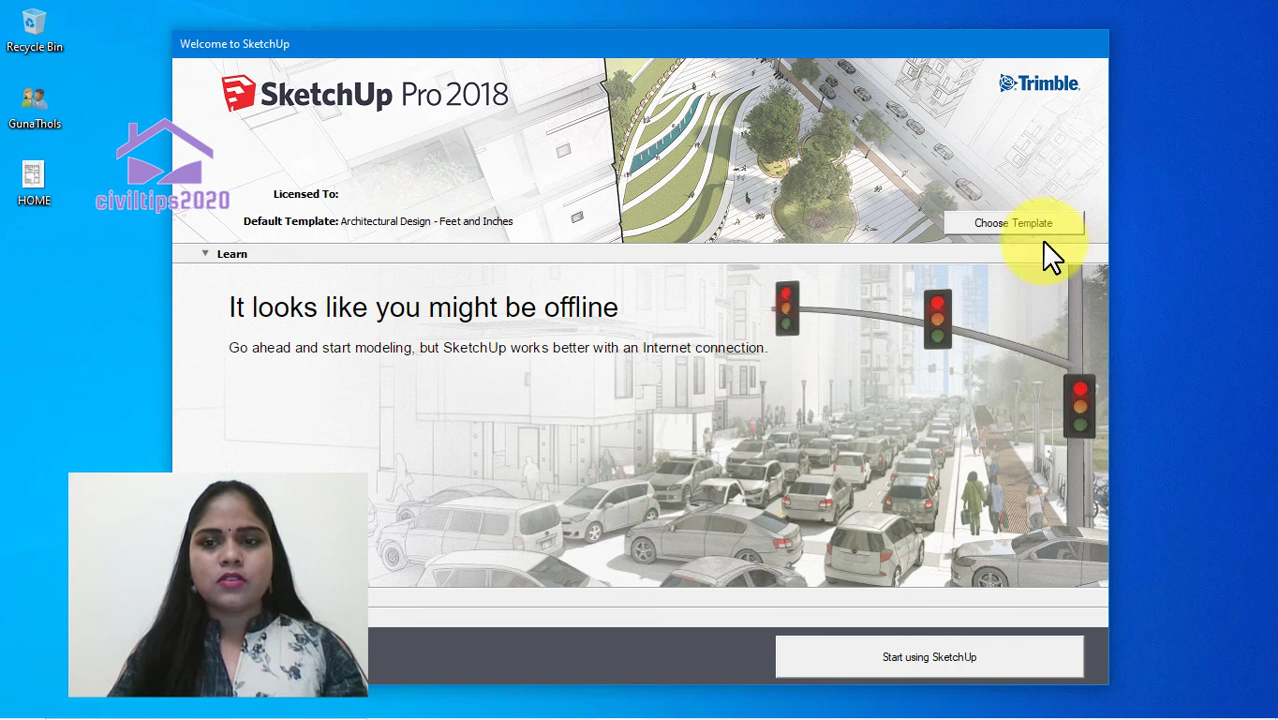 Recycle Bin
GunaThols
HOME
civiltips2020
Welcome to SketchUp
SketchUp Pro 2018
Trimble.
Licensed To:
Default Template: Architectural Design - Feet and Inches
Choose Template
Learn
It looks like you might be offline
Go ahead and start modeling, but SketchUp works better with an Internet connection.
Start using SketchUp